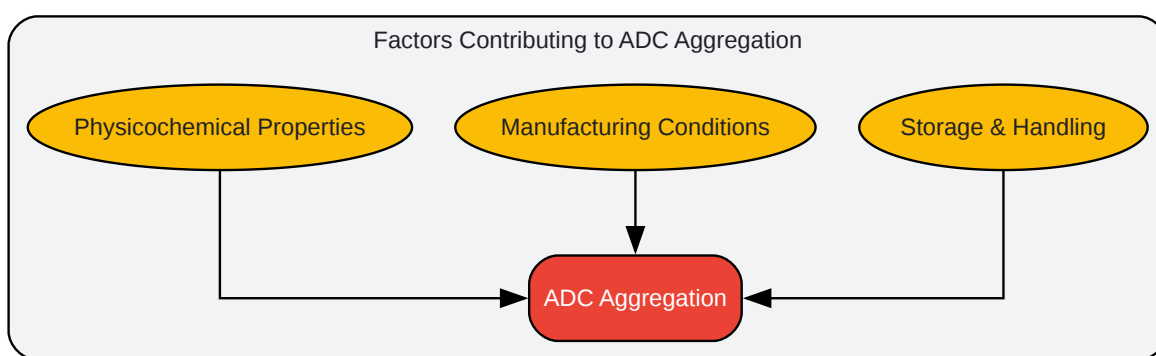 Factors Contributing to ADC Aggregation
Physicochemical Properties
Manufacturing Conditions
Storage & Handling
ADC Aggregation